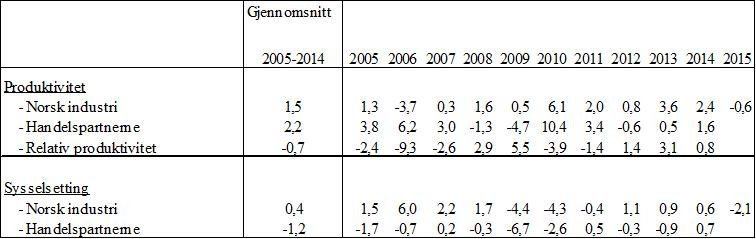 Gjennomsnitt
2005-2014 2005 2006 2007 2008 2009 2010 2011 2012 2013 2014 2015
Produktivitet
- Norsk industri 1,5 1,3 -3,7 0,3 1,6 0,5 6,1 2,0 0,8 3,6 2,4 -0,6
- Handelspartnerne 2,2 3,8 6,2 3,0 -1,3 -4,7 10,4 3,4 -0,6 0,5 1,6
- Relativ produktivitet -0,7 -2,4 -9,3 -2,6 2,9 5,5 -3,9 -1,4 1,4 3,1 0,8
Sysselsetting
- Norsk industri 0,4 1,5 6,0 2,2 1,7 -4,4 -4,3 -0,4 1,1 0,9 0,6 -2,1
- Handelspartnerne -1,2 -1,7 -0,7 0,2 -0,3 -6,7 -2,6 0,5 -0,3 -0,9 0,7